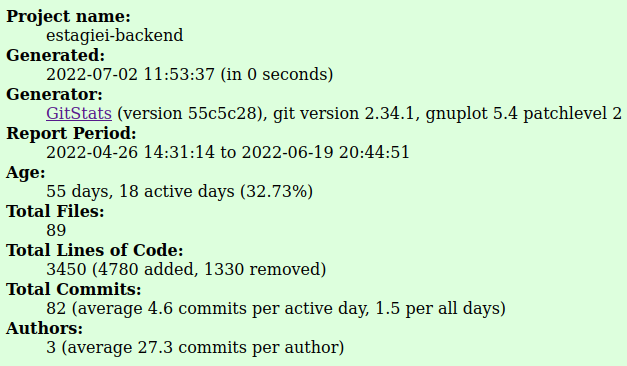 Project name:
estagiei-backend
Generated:
2022-07-02 11:53:37 (in 0 seconds)
Generator:
GitStats (version 55c5c28), git version 2.34.1, gnuplot 5.4 patchlevel 2
Report Period:
2022-04-26 14:31:14 to 2022-06-19 20:44:51
Age:
55 days, 18 active days (32.73%)
Total Files:
89
Total Lines of Code:
3450 (4780 added, 1330 removed)
Total Commits:
82 (average 4.6 commits per active day, 1.5 per all days)
Authors:
3 (average 27.3 commits per author)